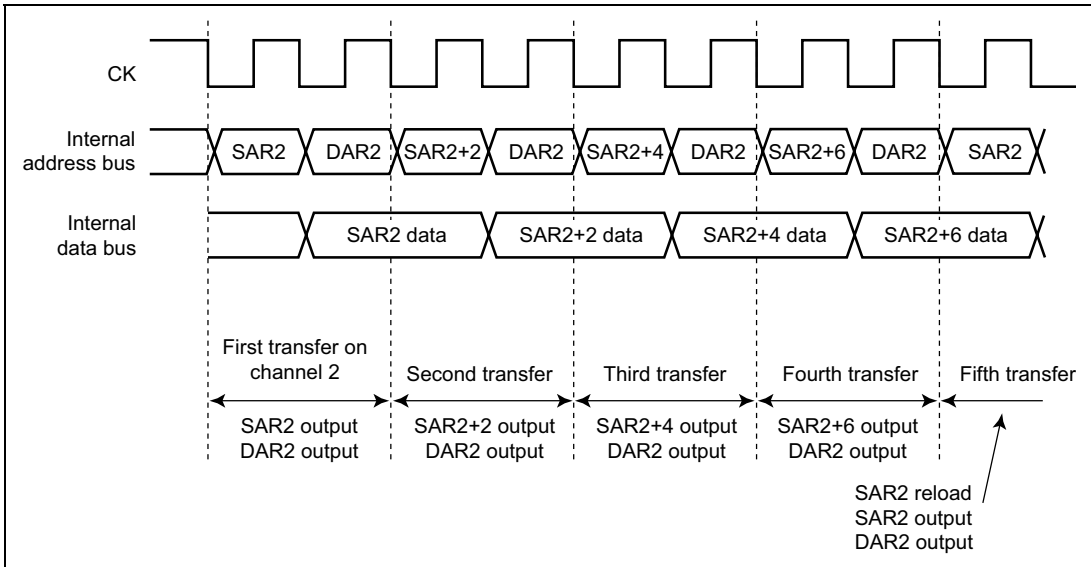 CK
Internal
address bus
SAR2 DAR2 SAR2+2 DAR2 SAR2+4 DAR2 SAR2+6 DAR2 SAR2
Internal
data bus
SAR2 data SAR2+2 data SAR2+4 data SAR2+6 data
First transfer on
channel 2
Second transfer Third transfer Fourth transfer Fifth transfer
SAR2 output
DAR2 output
SAR2+2 output
DAR2 output
SAR2+4 output
DAR2 output
SAR2+6 output
DAR2 output
SAR2 reload
SAR2 output
DAR2 output